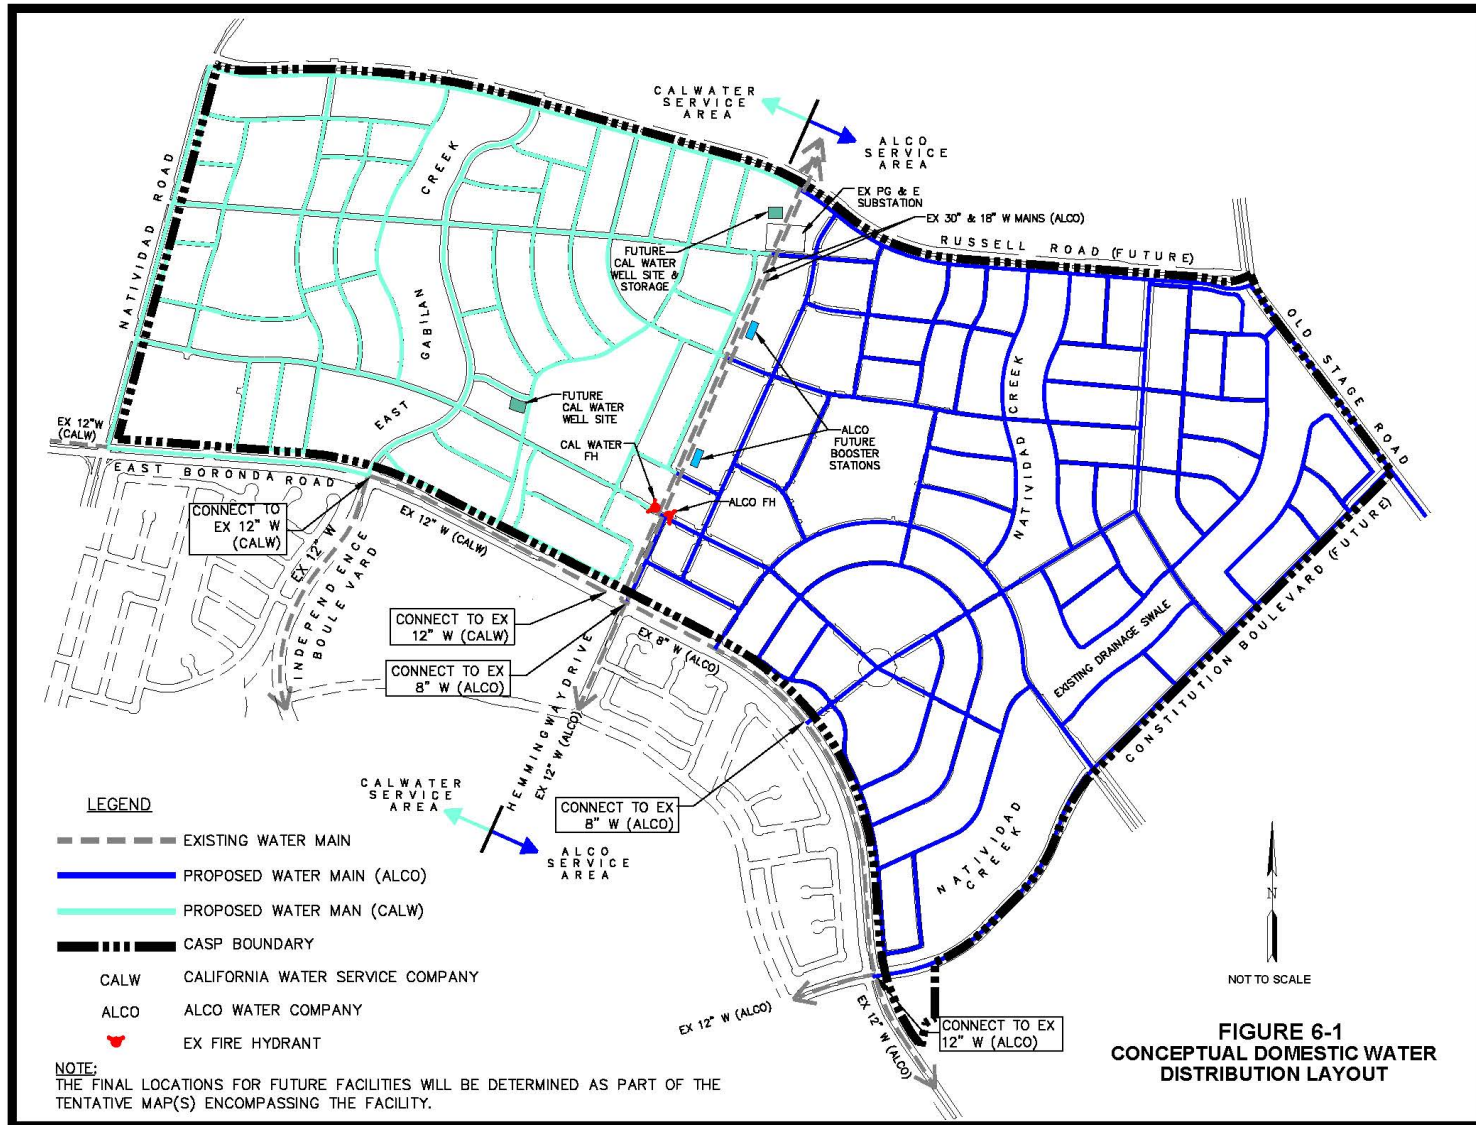 CALWATER
SERVICE
AREA
ALCO
SERVICE
AREA
EX PG & E
SUBSTATION
EX 30" & 18" W MAINS (ALCO)
RUSSELL ROAD (FUTURE)
OLD STAGE ROAD
NATIVIDAD ROAD
CREEK
GABILAN
EAST
FUTURE
CAL WATER
WELL SITE &
STORAGE
FUTURE
CAL WATER
WELL SITE
CAL WATER
FH
ALCO
FUTURE
BOOSTER
STATIONS
ALCO FH
NATIVIDAD CREEK
EX 12"W
(CALW)
EAST BORONDA ROAD
CONNECT TO
EX 12" W
(CALW)
EX 12" W
INDEPENDENCE
BOULEVARD
EX 12" W (CALW)
CONNECT TO EX
12" W (CALW)
CONNECT TO EX
8" W (ALCO)
EX 8" W (ALCO)
HEMMINGWAY DRIVE
EX 12" W (ALCO)
EXISTING DRAINAGE SWALE
CONSTITUTION BOULEVARD (FUTURE)
CALWATER
SERVICE
AREA
ALCO
SERVICE
AREA
CONNECT TO EX
8" W (ALCO)
NATIVIDAD
CREEK
EX 12" W (ALCO)
EX 12" W (ALCO)
CONNECT TO EX
12" W (ALCO)
LEGEND
EXISTING WATER MAIN
PROPOSED WATER MAIN (ALCO)
PROPOSED WATER MAN (CALW)
CASP BOUNDARY
CALW CALIFORNIA WATER SERVICE COMPANY
ALCO ALCO WATER COMPANY
EX FIRE HYDRANT
NOTE:
THE FINAL LOCATIONS FOR FUTURE FACILITIES WILL BE DETERMINED AS PART OF THE
TENTATIVE MAP(S) ENCOMPASSING THE FACILITY.
N
NOT TO SCALE
FIGURE 6-1
CONCEPTUAL DOMESTIC WATER
DISTRIBUTION LAYOUT